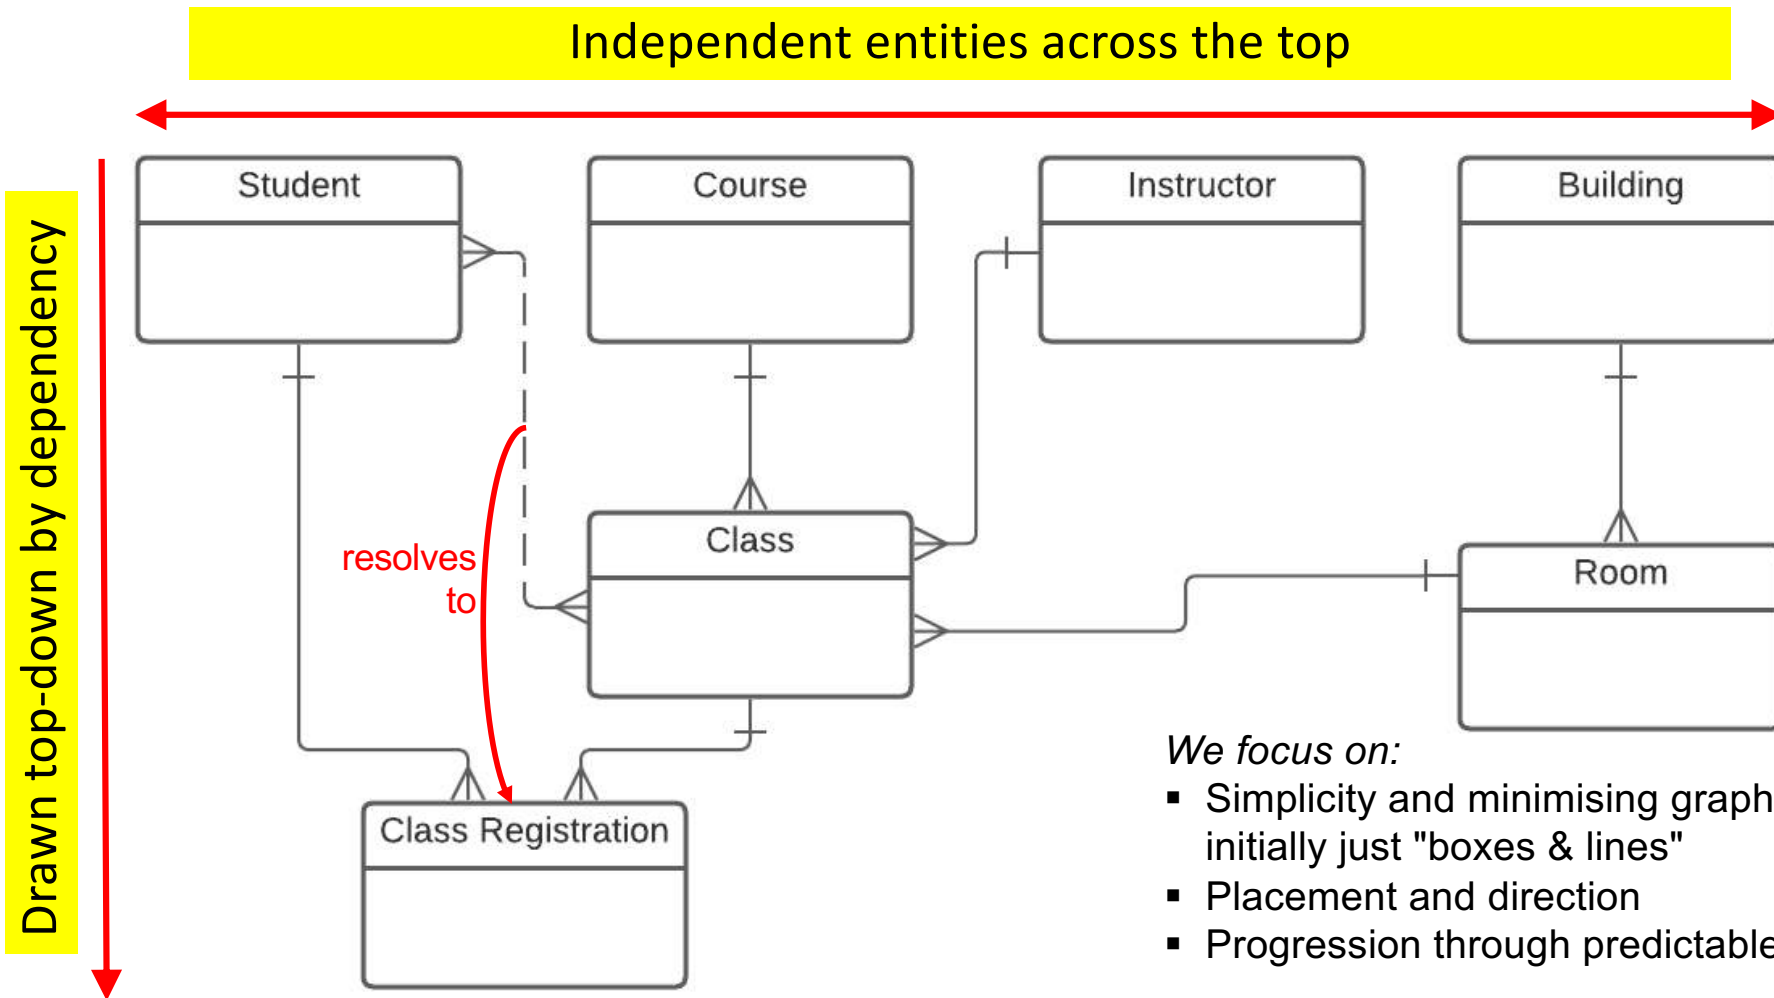 Independent entities across the top
Drawn top-down by dependency
Student
Course
Instructor
Building
resolves
to
Class
Room
Class Registration
We focus on:
▪ Simplicity and minimising graph
initially just "boxes & lines"
▪ Placement and direction
▪ Progression through predictable